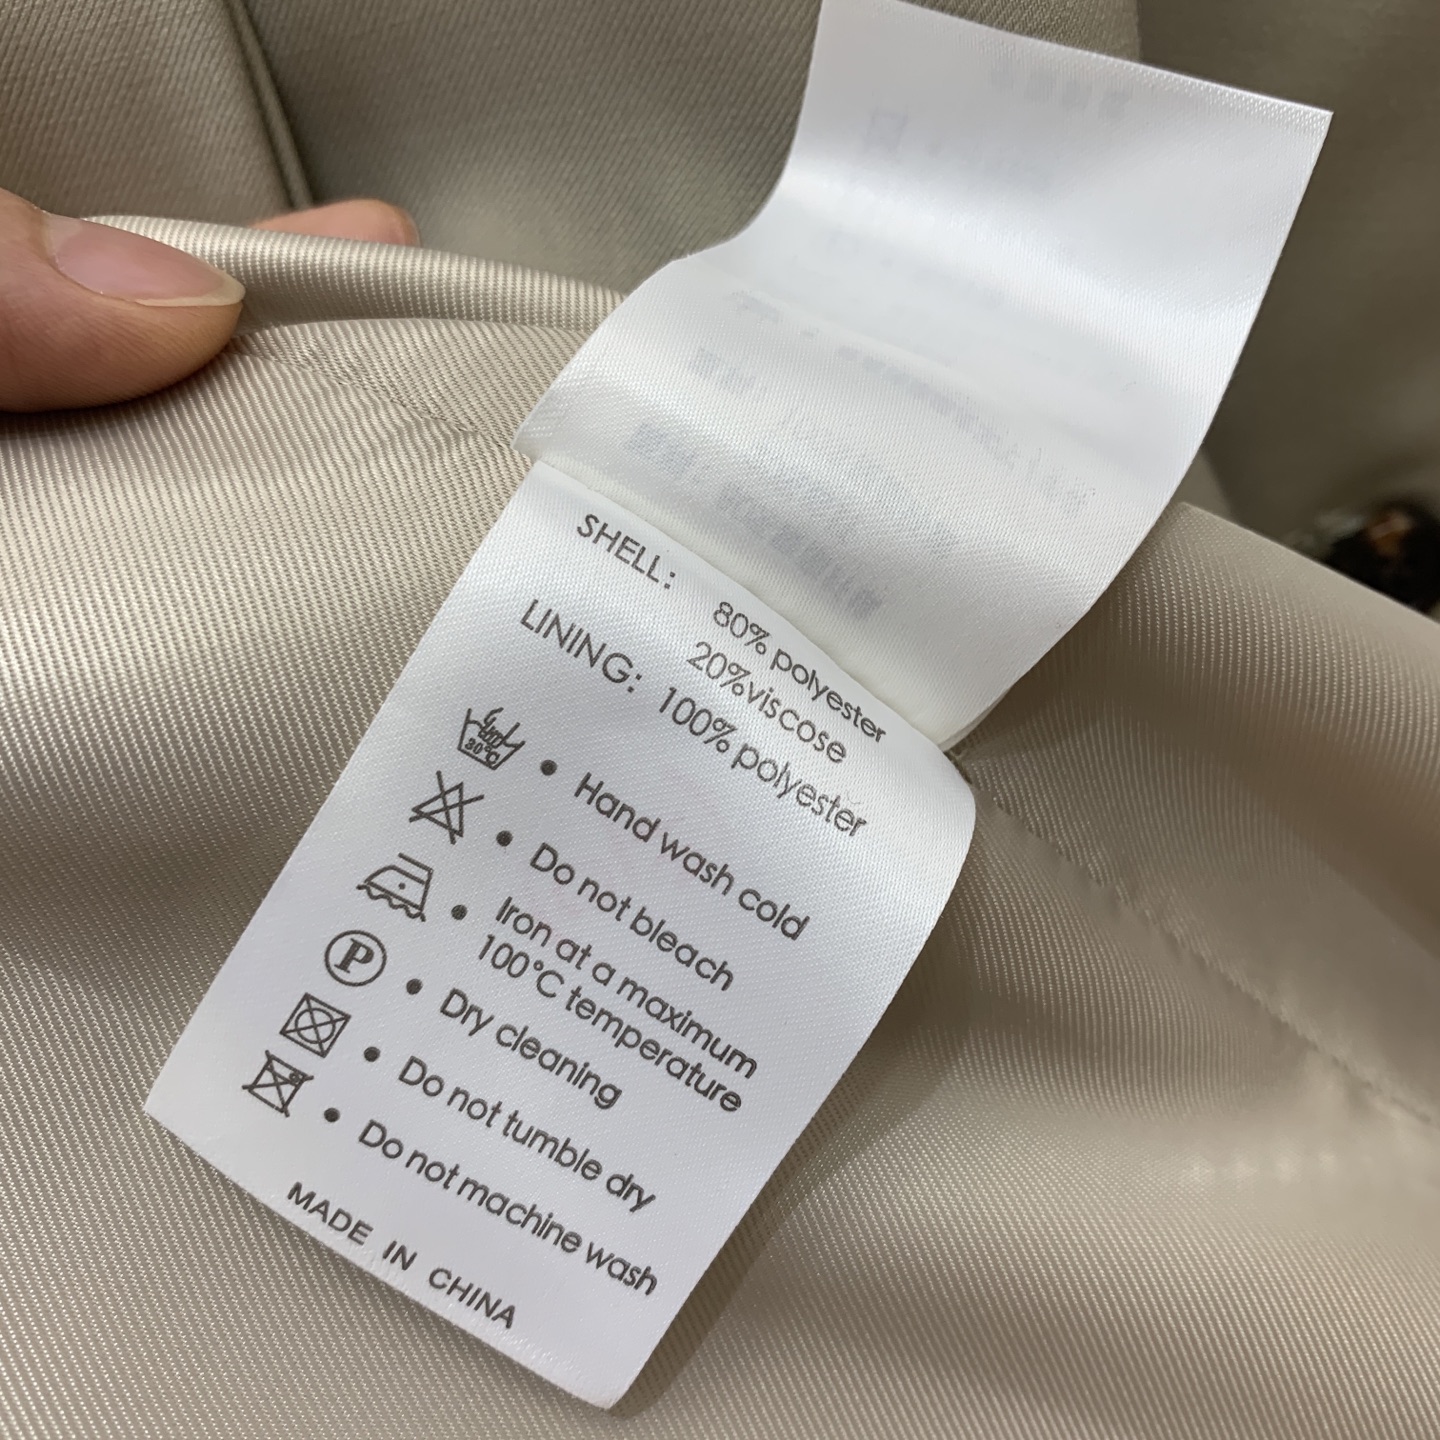 SHELL: 80% polyester
20%viscose
LINING: 100% polyester
30°C • Hand wash cold
• Do not bleach
• Iron at a maximum
100°C temperature
P • Dry cleaning
• Do not tumble dry
• Do not machine wash
MADE IN CHINA